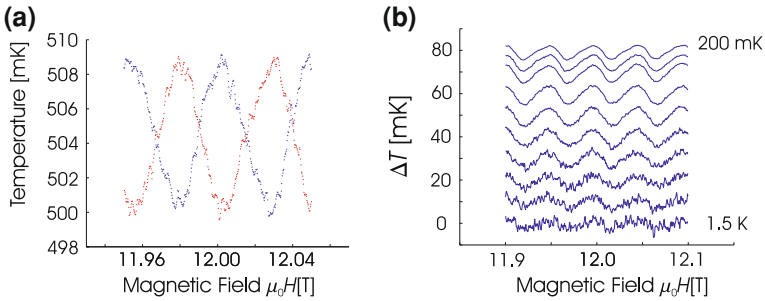 (a)
Temperature [mK]
510
508
506
504
502
500
498
11.96 12.00 12.04
Magnetic Field μ₀H[T]
(b)
ΔT [mK]
80
60
40
20
0
200 mK
1.5 K
11.9 12.0 12.1
Magnetic Field μ₀H[T]